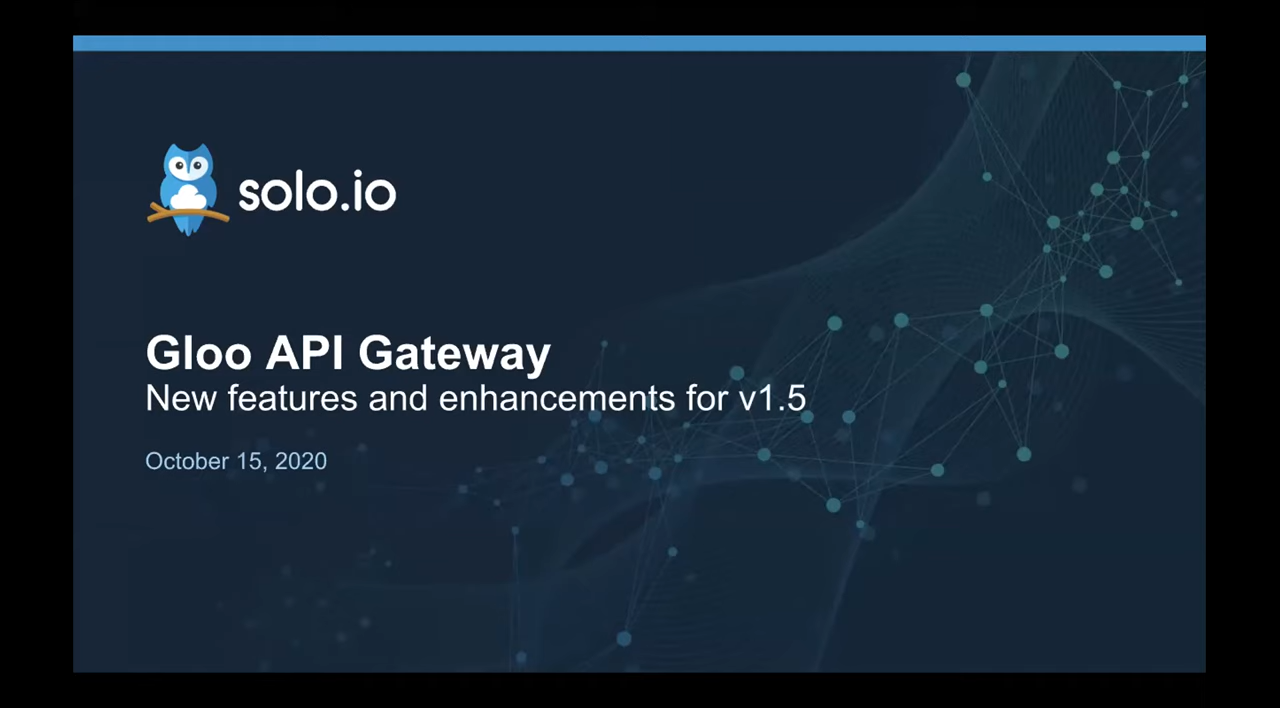 solo.io
Gloo API Gateway
New features and enhancements for v1.5
October 15, 2020